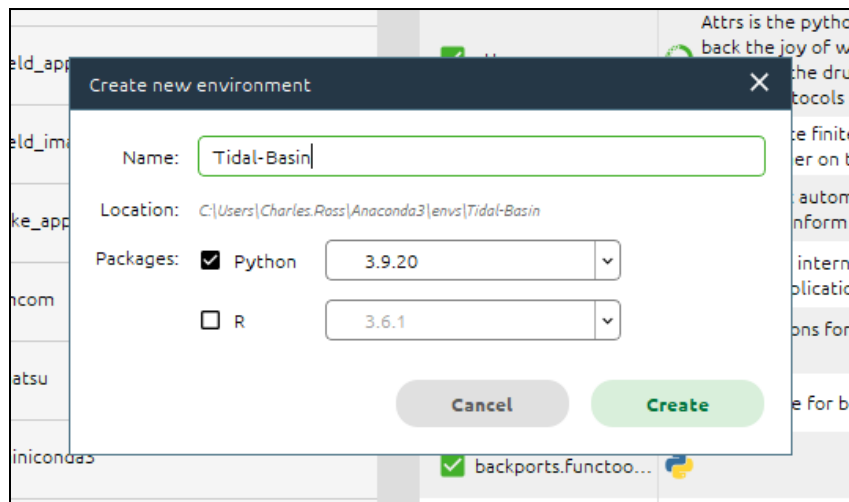 Attrs is the pytho
back the joy of w
eld_app
the dru
Create new environment
tocols
eld_ima
te finite
Name: Tidal-Basin
er on t
Location: C:\Users\Charles.Ross\Anaconda3\envs\Tidal-Basin
autom
ke_app
nform
Packages: Python 3.9.20
intern
plicatio
ncom
R 3.6.1
ons for
atsu
Cancel Create
e for b
iniconda3
backports.functoo...